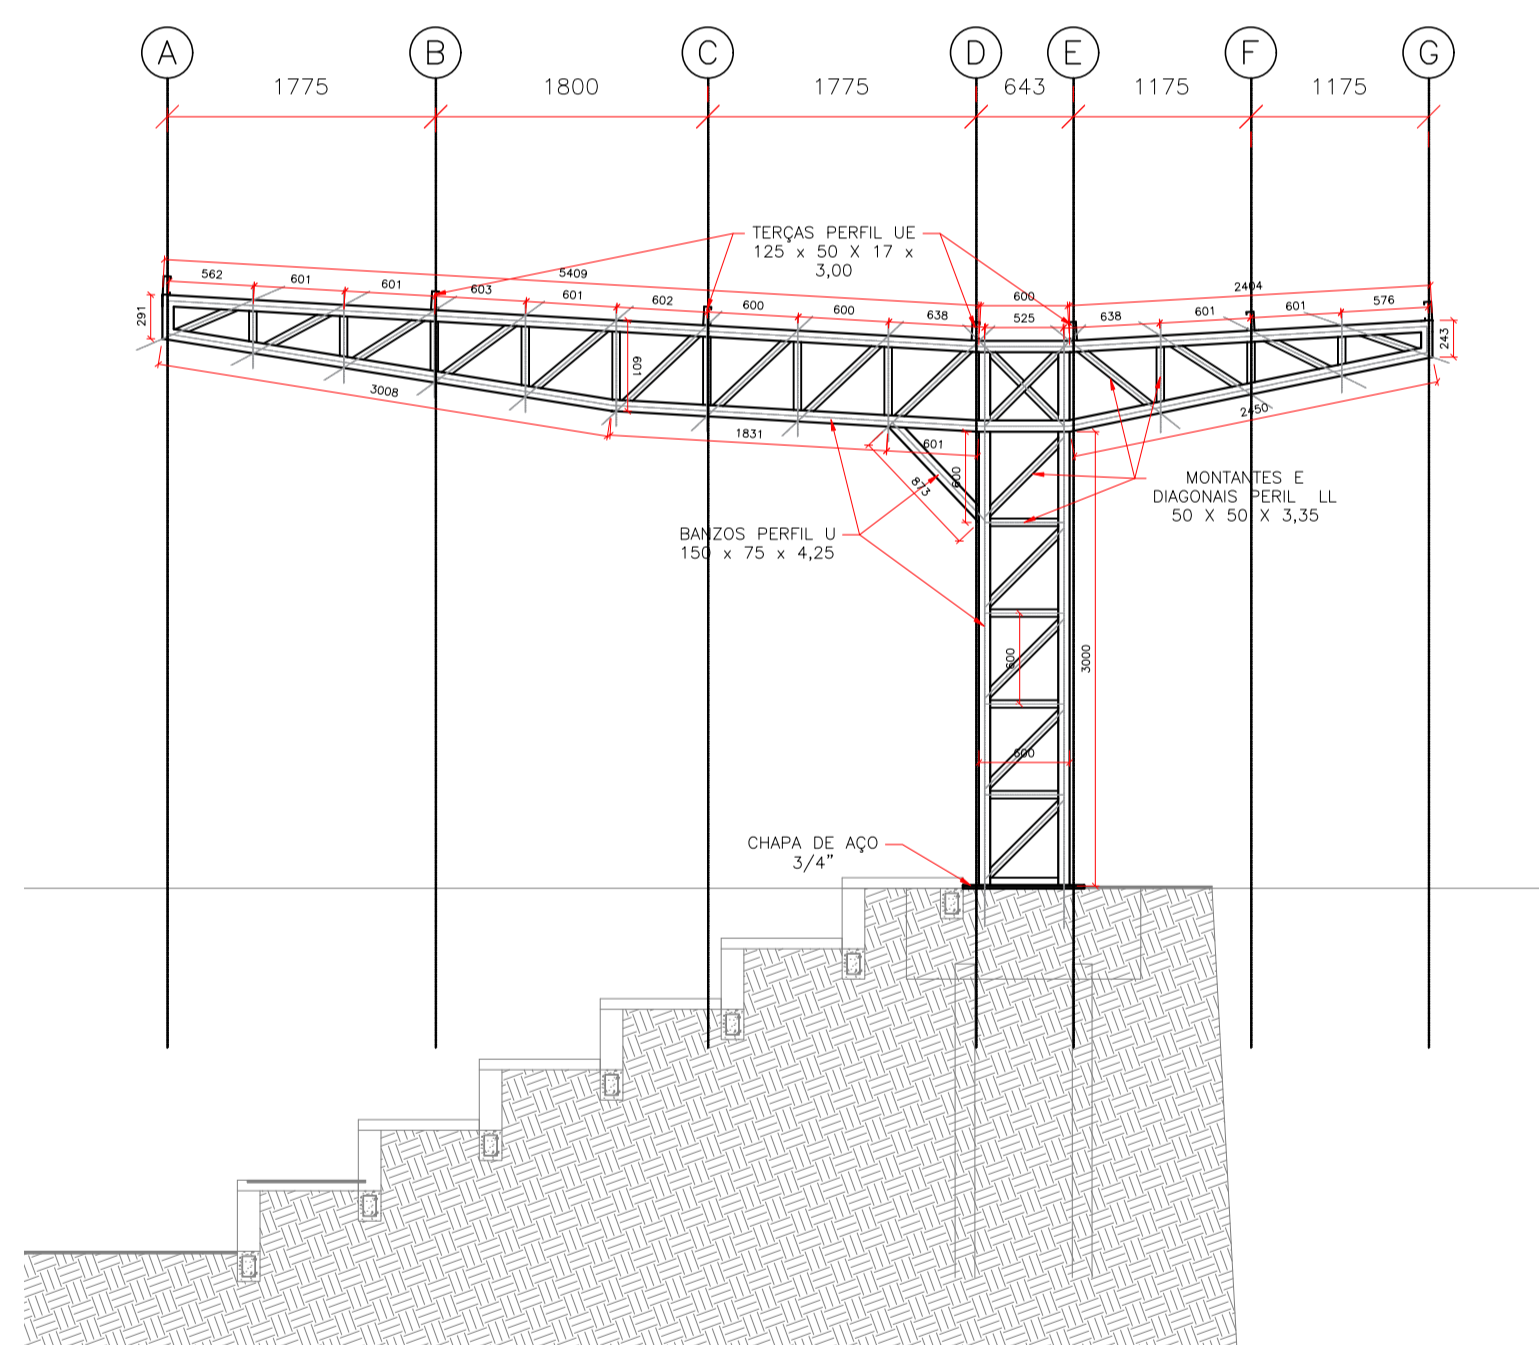 A B C D E F G
1775 1800 1775 643 1175 1175
TERÇAS PERFIL UE
125 x 50 X 17 x
3,00
5409 600 2404
562 601 601 603 601 602 600 600 638 525 638 601 601 576
291 601 243
3008 1831 601 2450
600
873
MONTANTES E
DIAGONAIS PERIL LL
50 X 50 X 3,35
BANZOS PERFIL U
150 x 75 x 4,25
600 3000
600
CHAPA DE AÇO
3/4”